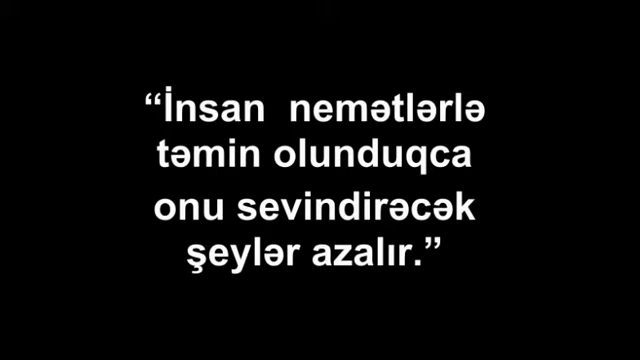 “İnsan  nemətlərlə
təmin olunduqca
onu sevindirəcək
şeylər azalır.”